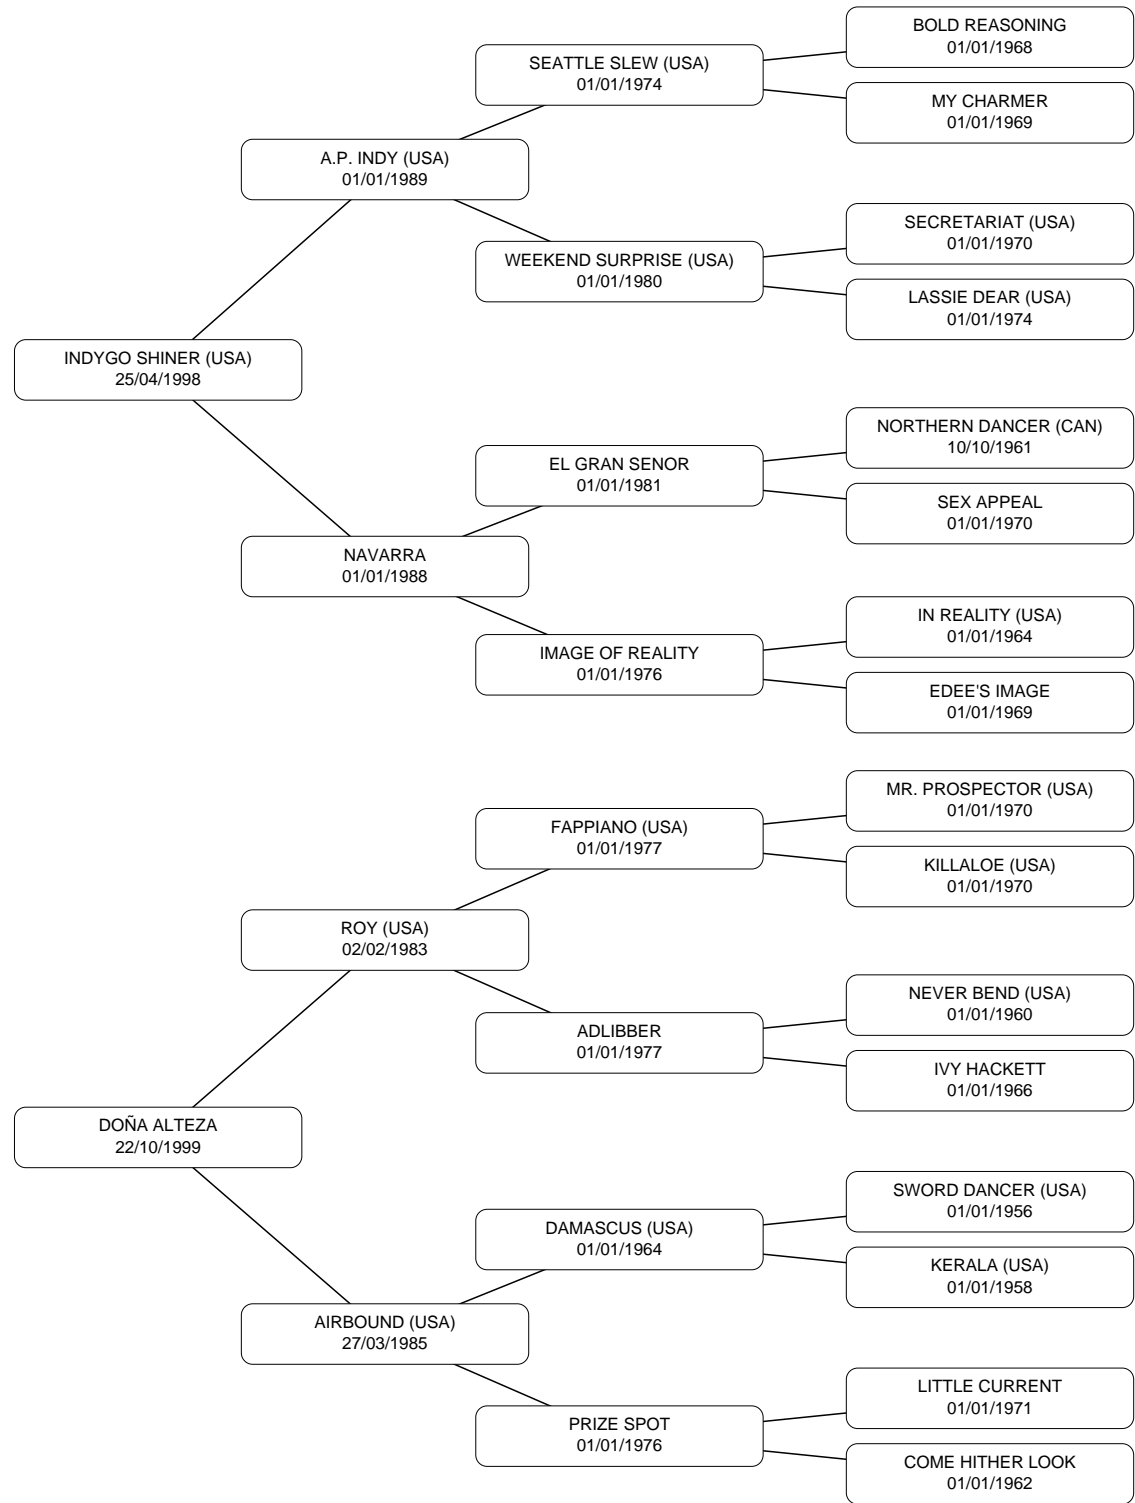 BOLD REASONING
01/01/1968
SEATTLE SLEW (USA)
01/01/1974
MY CHARMER
01/01/1969
A.P. INDY (USA)
01/01/1989
SECRETARIAT (USA)
01/01/1970
WEEKEND SURPRISE (USA)
01/01/1980
LASSIE DEAR (USA)
01/01/1974
INDYGO SHINER (USA)
25/04/1998
NORTHERN DANCER (CAN)
10/10/1961
EL GRAN SENOR
01/01/1981
SEX APPEAL
01/01/1970
NAVARRA
01/01/1988
IN REALITY (USA)
01/01/1964
IMAGE OF REALITY
01/01/1976
EDEE'S IMAGE
01/01/1969
MR. PROSPECTOR (USA)
01/01/1970
FAPPIANO (USA)
01/01/1977
KILLALOE (USA)
01/01/1970
ROY (USA)
02/02/1983
NEVER BEND (USA)
01/01/1960
ADLIBBER
01/01/1977
IVY HACKETT
01/01/1966
DOÑA ALTEZA
22/10/1999
SWORD DANCER (USA)
01/01/1956
DAMASCUS (USA)
01/01/1964
KERALA (USA)
01/01/1958
AIRBOUND (USA)
27/03/1985
LITTLE CURRENT
01/01/1971
PRIZE SPOT
01/01/1976
COME HITHER LOOK
01/01/1962